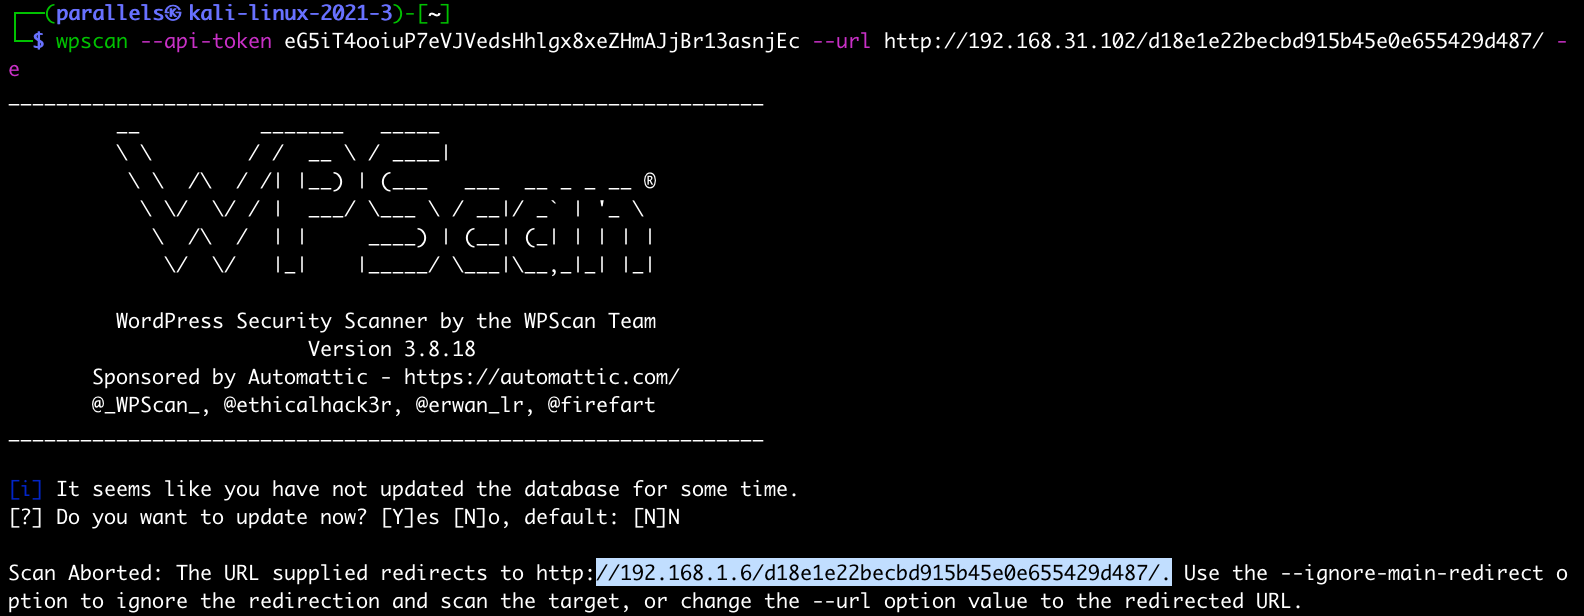 ┌──(parallels㉿kali-linux-2021-3)-[~]
└─$ wpscan --api-token eG5iT4ooiuP7eVJVedsHhlgx8xeZHmAJjBr13asnjEc --url http://192.168.31.102/d18e1e22becbd915b45e0e655429d487/ -
e
_______________________________________________________________
         __          _______   _____
         \ \        / /  __ \ / ____|
          \ \  /\  / /| |__) | (___   ___  __ _ _ __ ®
           \ \/  \/ / |  ___/ \___ \ / __|/ _` | '_ \
            \  /\  /  | |     ____) | (__| (_| | | | |
             \/  \/   |_|    |_____/ \___|\__,_|_| |_|
         WordPress Security Scanner by the WPScan Team
                         Version 3.8.18
       Sponsored by Automattic - https://automattic.com/
       @_WPScan_, @ethicalhack3r, @erwan_lr, @firefart
_______________________________________________________________
[i] It seems like you have not updated the database for some time.
[?] Do you want to update now? [Y]es [N]o, default: [N]N
Scan Aborted: The URL supplied redirects to http://192.168.1.6/d18e1e22becbd915b45e0e655429d487/. Use the --ignore-main-redirect o
ption to ignore the redirection and scan the target, or change the --url option value to the redirected URL.